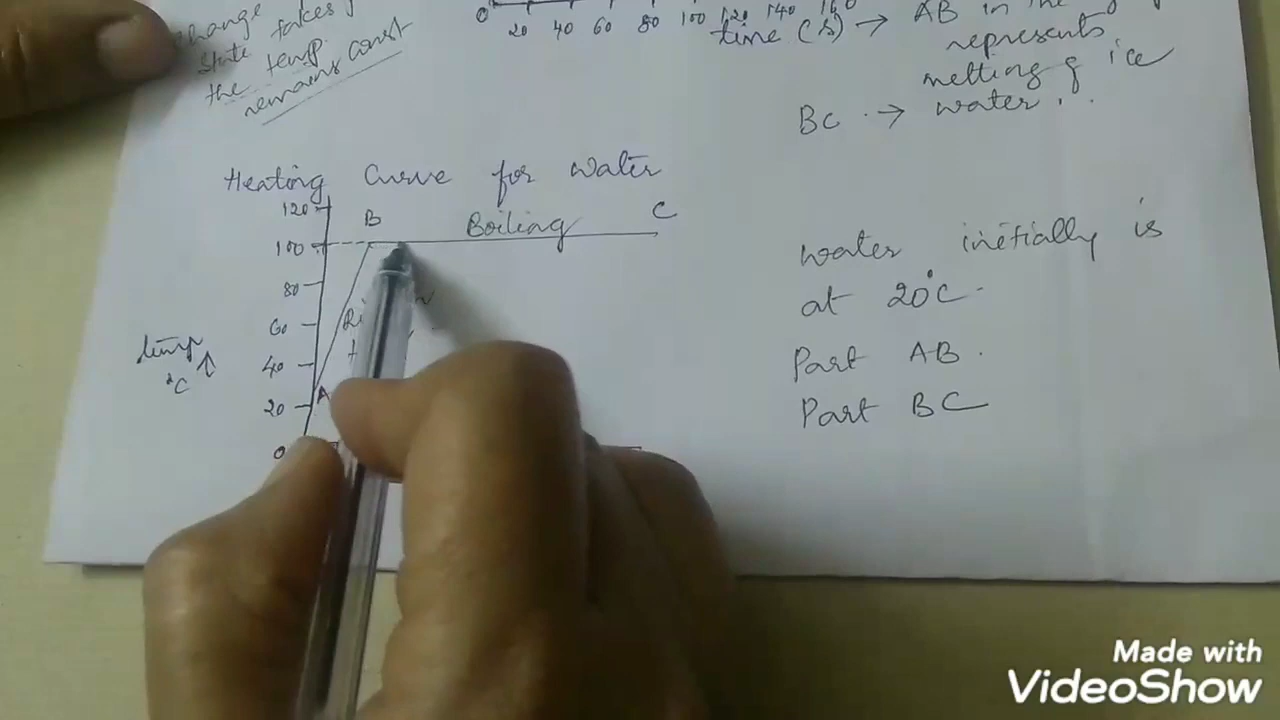 change
State takes
the temp.
remains const
0 20 40 60 80 100 120 140 160
time (s) → AB in the
represents
melting of ice
BC → water..
Heating Curve for water
120
B Boiling C
100
80
60
temp
°C
40
A
20
0
water initially is
at 20°C.
Part AB.
Part BC
Made with
VideoShow